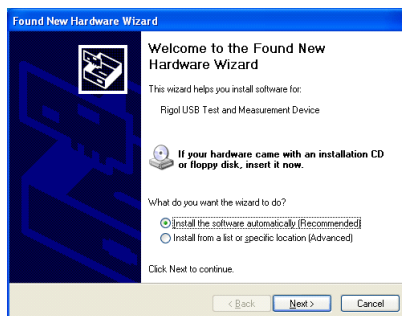 Found New Hardware Wizard
Welcome to the Found New
Hardware Wizard
This wizard helps you install software for:
Rigol USB Test and Measurement Device
If your hardware came with an installation CD
or floppy disk, insert it now.
What do you want the wizard to do?
Install the software automatically (Recommended)
Install from a list or specific location (Advanced)
Click Next to continue.
< Back Next > Cancel